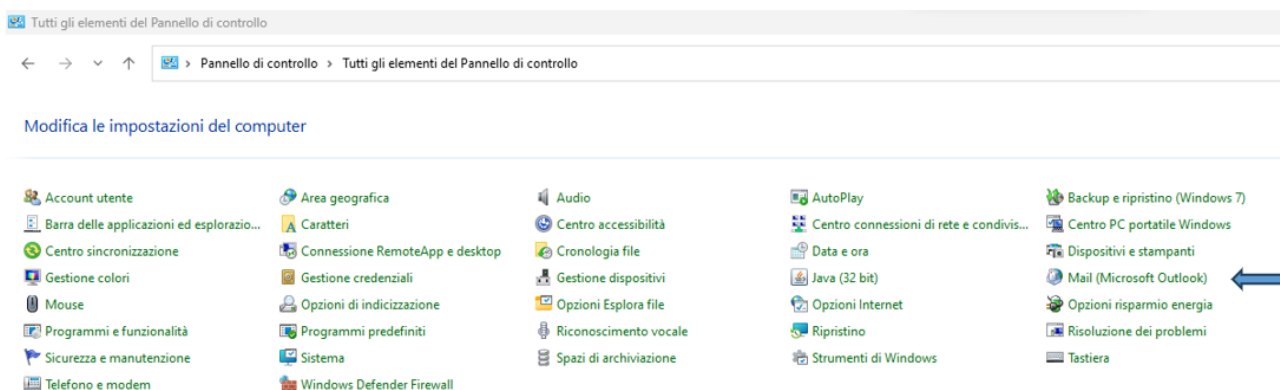 Tutti gli elementi del Pannello di controllo
Pannello di controllo > Tutti gli elementi del Pannello di controllo
Modifica le impostazioni del computer
Account utente Area geografica Audio AutoPlay Backup e ripristino (Windows 7)
Barra delle applicazioni ed esplorazio... Caratteri Centro accessibilità Centro connessioni di rete e condivis... Centro PC portatile Windows
Centro sincronizzazione Connessione RemoteApp e desktop Cronologia file Data e ora Dispositivi e stampanti
Gestione colori Gestione credenziali Gestione dispositivi Java (32 bit) Mail (Microsoft Outlook)
Mouse Opzioni di indicizzazione Opzioni Esplora file Opzioni Internet Opzioni risparmio energia
Programmi e funzionalità Programmi predefiniti Riconoscimento vocale Ripristino Risoluzione dei problemi
Sicurezza e manutenzione Sistema Spazi di archiviazione Strumenti di Windows Tastiera
Telefono e modem Windows Defender Firewall